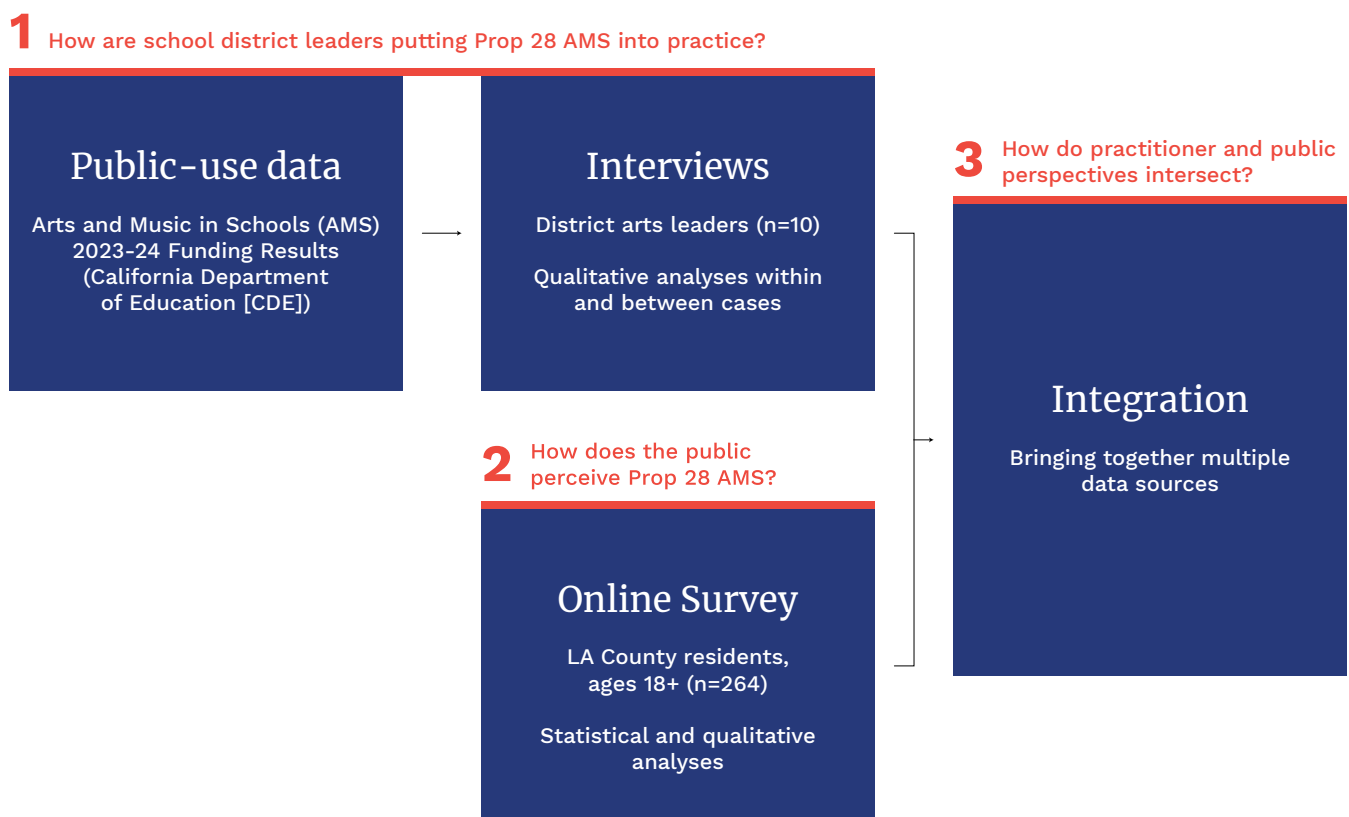 1 How are school district leaders putting Prop 28 AMS into practice?
Public-use data
Arts and Music in Schools (AMS)
2023-24 Funding Results
(California Department
of Education [CDE])
Interviews
District arts leaders (n=10)
Qualitative analyses within
and between cases
2 How does the public
perceive Prop 28 AMS?
Online Survey
LA County residents,
ages 18+ (n=264)
Statistical and qualitative
analyses
3 How do practitioner and public
perspectives intersect?
Integration
Bringing together multiple
data sources